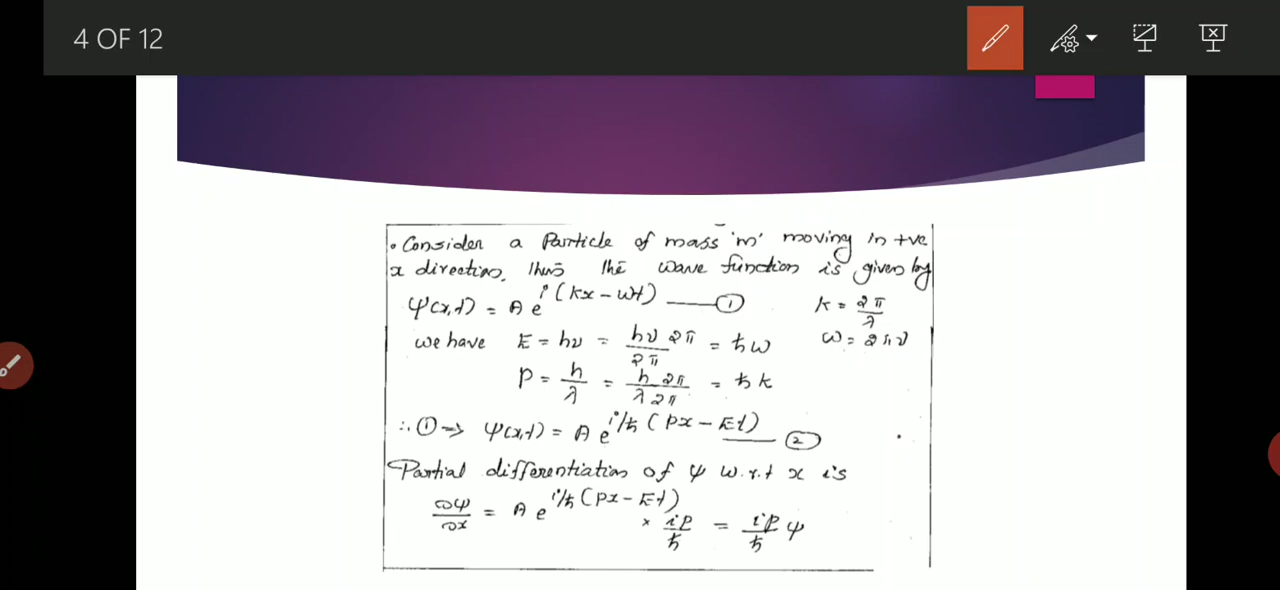 4 OF 12
• Consider a Particle of mass 'm' moving in +ve
x direction. Thus the wave function is given by
ψ(x,t) = A e^{i(kx - ωt)} —— ① k = 2π/λ
we have E = hν = hν 2π / 2π = ħω ω = 2πν
P = h/λ = h 2π / λ 2π = ħk
∴ ① ⇒ ψ(x,t) = A e^{i/ħ (Px - Et)} —— ②
Partial differentiation of ψ w.r.t x is
∂ψ/∂x = A e^{i/ħ (Px - Et)} × iP/ħ = iP/ħ ψ